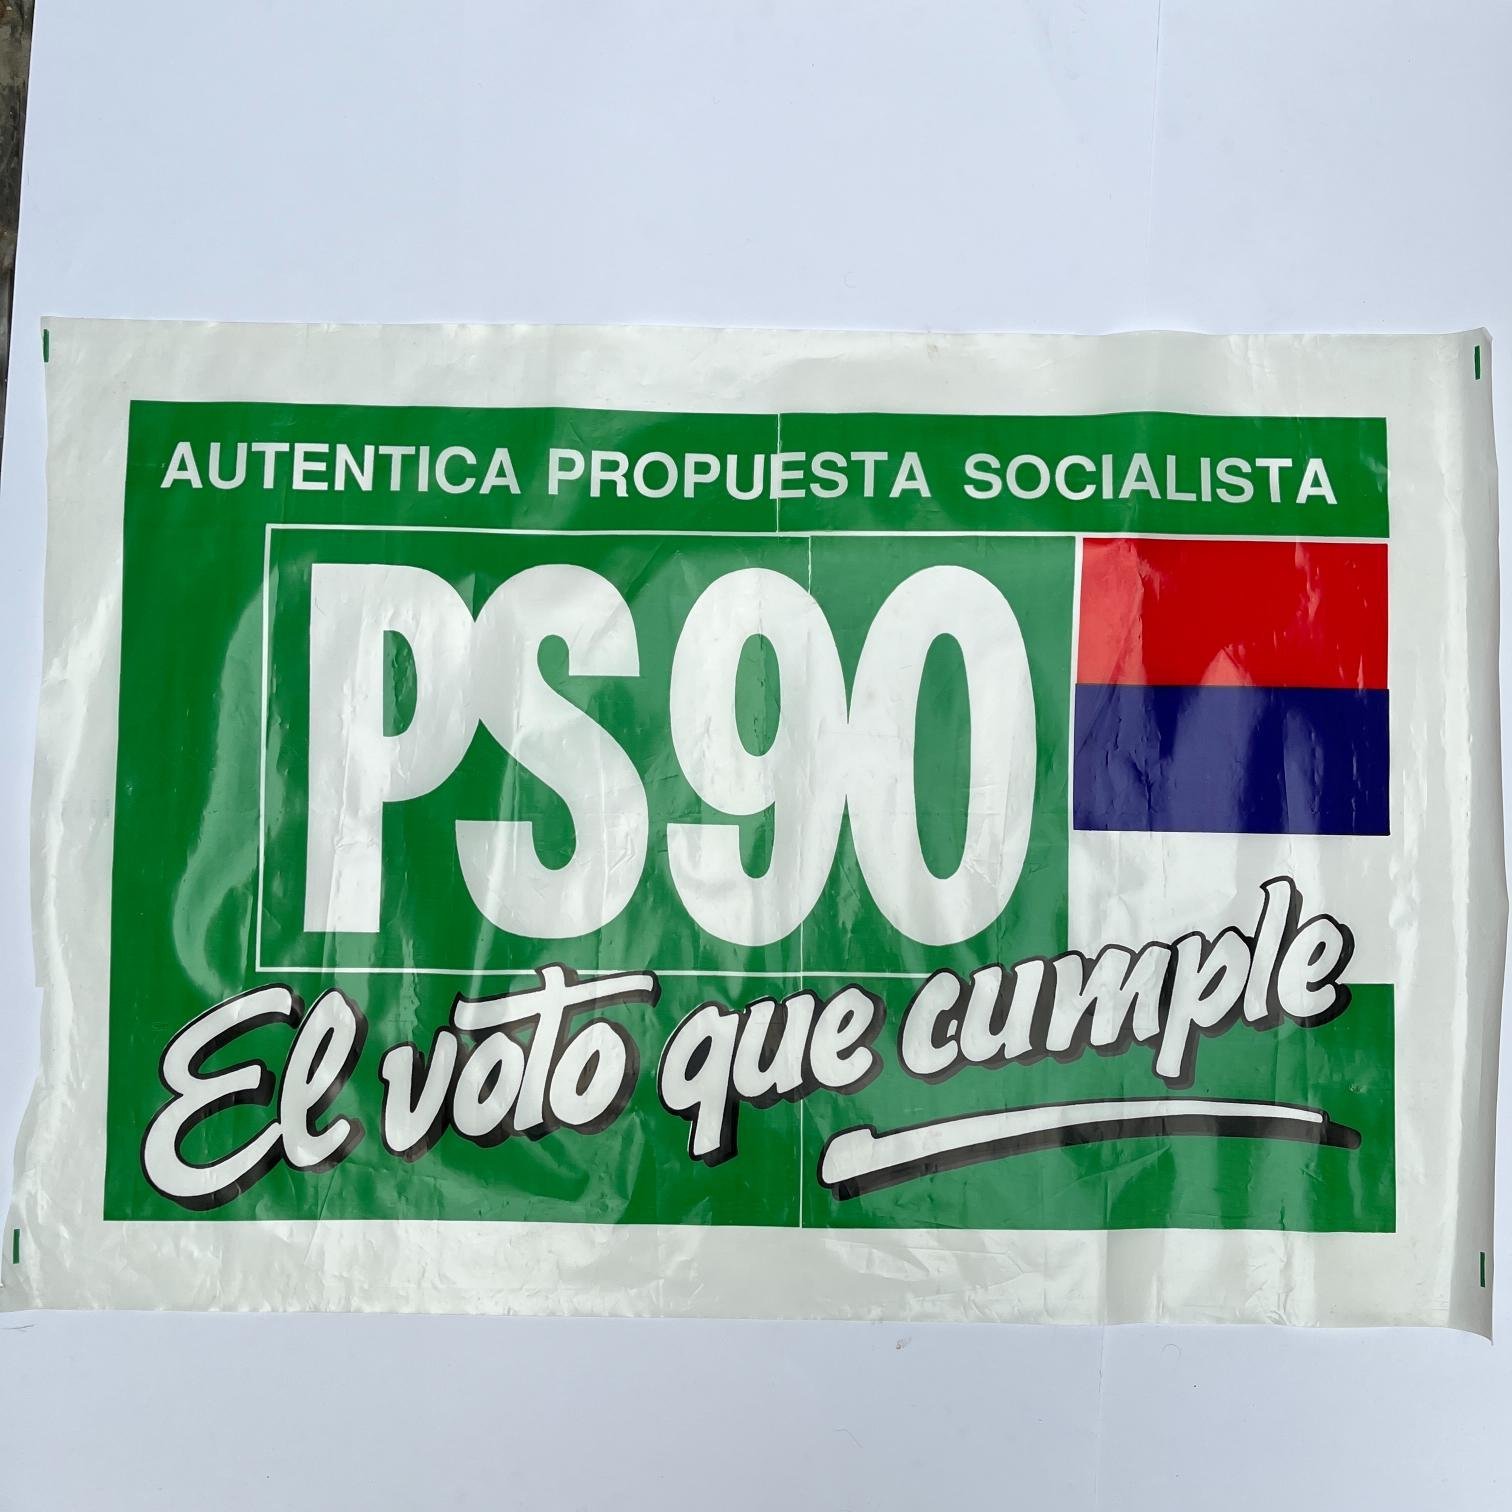 AUTENTICA PROPUESTA SOCIALISTA
PS90
El voto que cumple